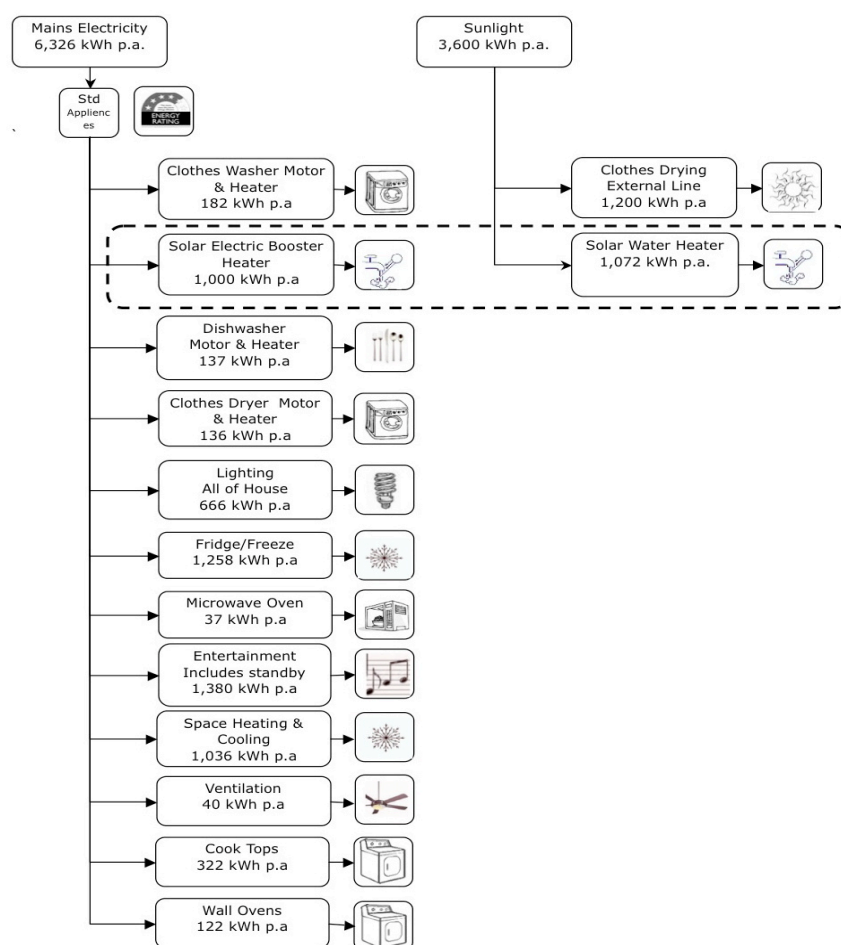 Mains Electricity
6,326 kWh p.a.
Sunlight
3,600 kWh p.a.
Std
Applienc
es
ENERGY
RATING
Clothes Washer Motor
& Heater
182 kWh p.a
Clothes Drying
External Line
1,200 kWh p.a
Solar Electric Booster
Heater
1,000 kWh p.a
Solar Water Heater
1,072 kWh p.a.
Dishwasher
Motor & Heater
137 kWh p.a
Clothes Dryer Motor
& Heater
136 kWh p.a
Lighting
All of House
666 kWh p.a
Fridge/Freeze
1,258 kWh p.a
Microwave Oven
37 kWh p.a
Entertainment
Includes standby
1,380 kWh p.a
Space Heating &
Cooling
1,036 kWh p.a
Ventilation
40 kWh p.a
Cook Tops
322 kWh p.a
Wall Ovens
122 kWh p.a